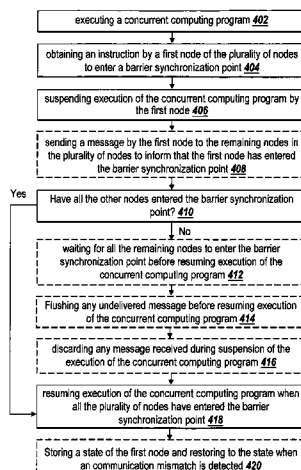 executing a concurrent computing program 402
obtaining an instruction by a first node of the plurality of nodes
to enter a barrier synchronization point 404
suspending execution of the concurrent computing program by
the first node 406
sending a message by the first node to the remaining nodes in
the plurality of nodes to inform that the first node has entered
the barrier synchronization point 408
Yes
Have all the other nodes entered the barrier synchronization
point? 410
No
waiting for all the remaining nodes to enter the barrier
synchronization point before resuming execution of the
concurrent computing program 412
Flushing any undelivered message before resuming execution
of the concurrent computing program 414
discarding any message received during suspension of the
execution of the concurrent computing program 416
resuming execution of the concurrent computing program when
all the plurality of nodes have entered the barrier
synchronization point 418
Storing a state of the first node and restoring to the state when
an communication mismatch is detected 420